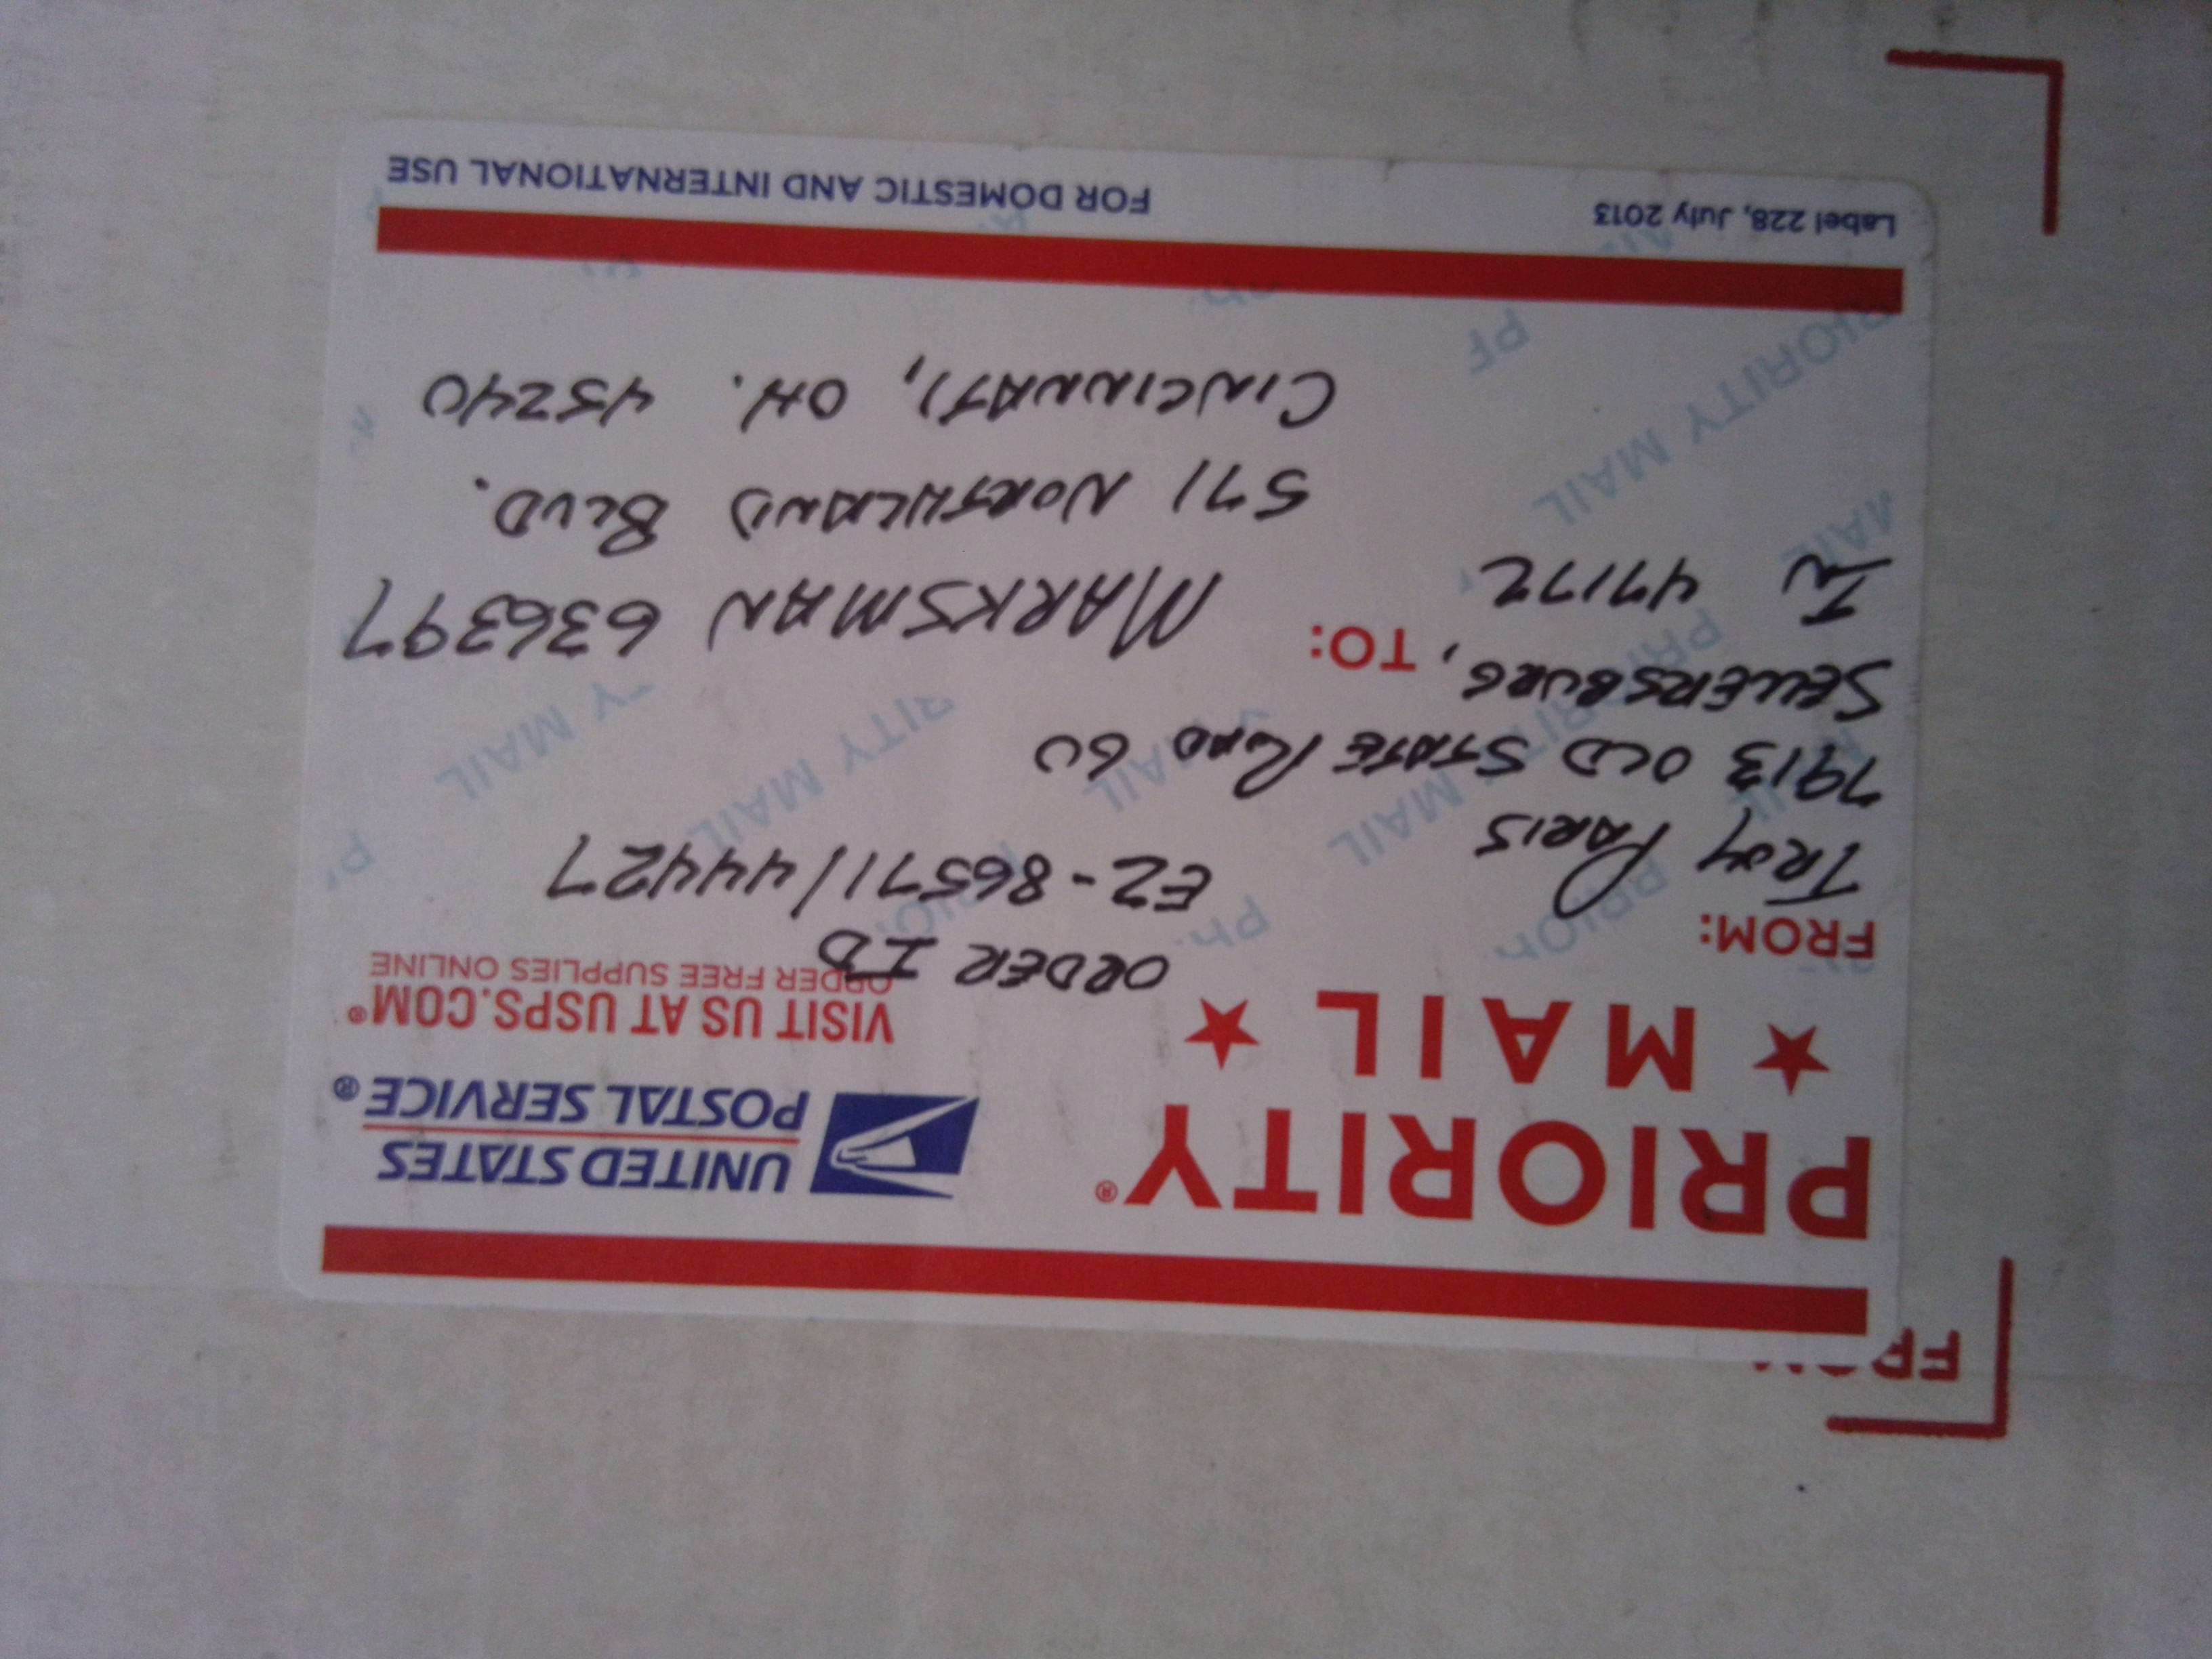 FROM
UNITED STATES
POSTAL SERVICE®
PRIORITY®
★ MAIL ★
VISIT US AT USPS.COM®
ORDER FREE SUPPLIES ONLINE
ORDER ID
EZ-86571/44427
FROM:
TROY PARIS
7913 OLD STATE ROAD 60
SELLERSBURG,
IN 47172
TO:
MARKSMAN 636397
571 NORTHLAND BLVD.
CINCINNATI, OH. 45240
Label 228, July 2013
FOR DOMESTIC AND INTERNATIONAL USE